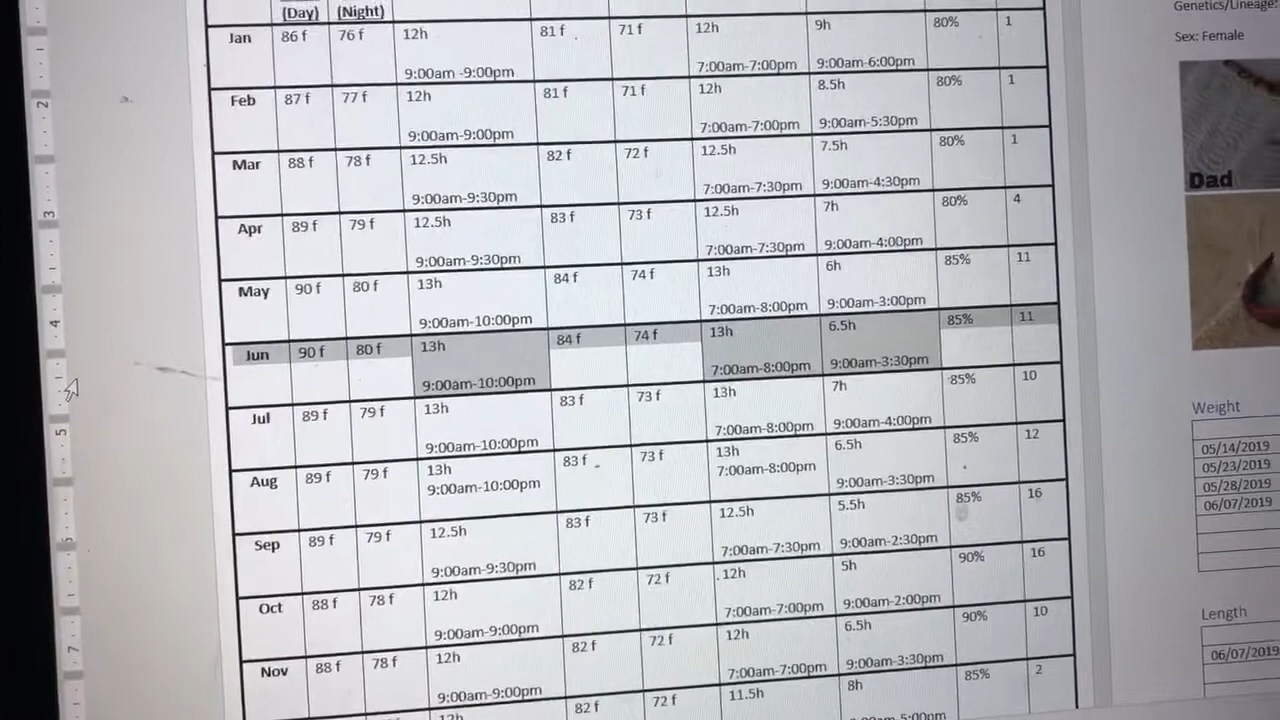 (Day) (Night)
Jan 86 f 76 f 12h 81 f 71 f 12h 9h 80% 1
9:00am -9:00pm 7:00am-7:00pm 9:00am-6:00pm
Feb 87 f 77 f 12h 81 f 71 f 12h 8.5h 80% 1
9:00am-9:00pm 7:00am-7:00pm 9:00am-5:30pm
Mar 88 f 78 f 12.5h 82 f 72 f 12.5h 7.5h 80% 1
9:00am-9:30pm 7:00am-7:30pm 9:00am-4:30pm
Apr 89 f 79 f 12.5h 83 f 73 f 12.5h 7h 80% 4
9:00am-9:30pm 7:00am-7:30pm 9:00am-4:00pm
May 90 f 80 f 13h 84 f 74 f 13h 6h 85% 11
9:00am-10:00pm 7:00am-8:00pm 9:00am-3:00pm
Jun 90 f 80 f 13h 84 f 74 f 13h 6.5h 85% 11
9:00am-10:00pm 7:00am-8:00pm 9:00am-3:30pm
Jul 89 f 79 f 13h 83 f 73 f 13h 7h 85% 10
9:00am-10:00pm 7:00am-8:00pm 9:00am-4:00pm
Aug 89 f 79 f 13h 83 f 73 f 13h 6.5h 85% 12
9:00am-10:00pm 7:00am-8:00pm 9:00am-3:30pm
Sep 89 f 79 f 12.5h 83 f 73 f 12.5h 5.5h 85% 16
9:00am-9:30pm 7:00am-7:30pm 9:00am-2:30pm
Oct 88 f 78 f 12h 82 f 72 f 12h 5h 90% 16
9:00am-9:00pm 7:00am-7:00pm 9:00am-2:00pm
Nov 88 f 78 f 12h 82 f 72 f 12h 6.5h 90% 10
9:00am-9:00pm 7:00am-7:00pm 9:00am-3:30pm
12h 82 f 72 f 11.5h 8h 85% 2
5:00pm
Genetics/Lineage:
Sex: Female
Dad
Weight
05/14/2019
05/23/2019
05/28/2019
06/07/2019
Length
06/07/2019
2
3
4
5
6
7